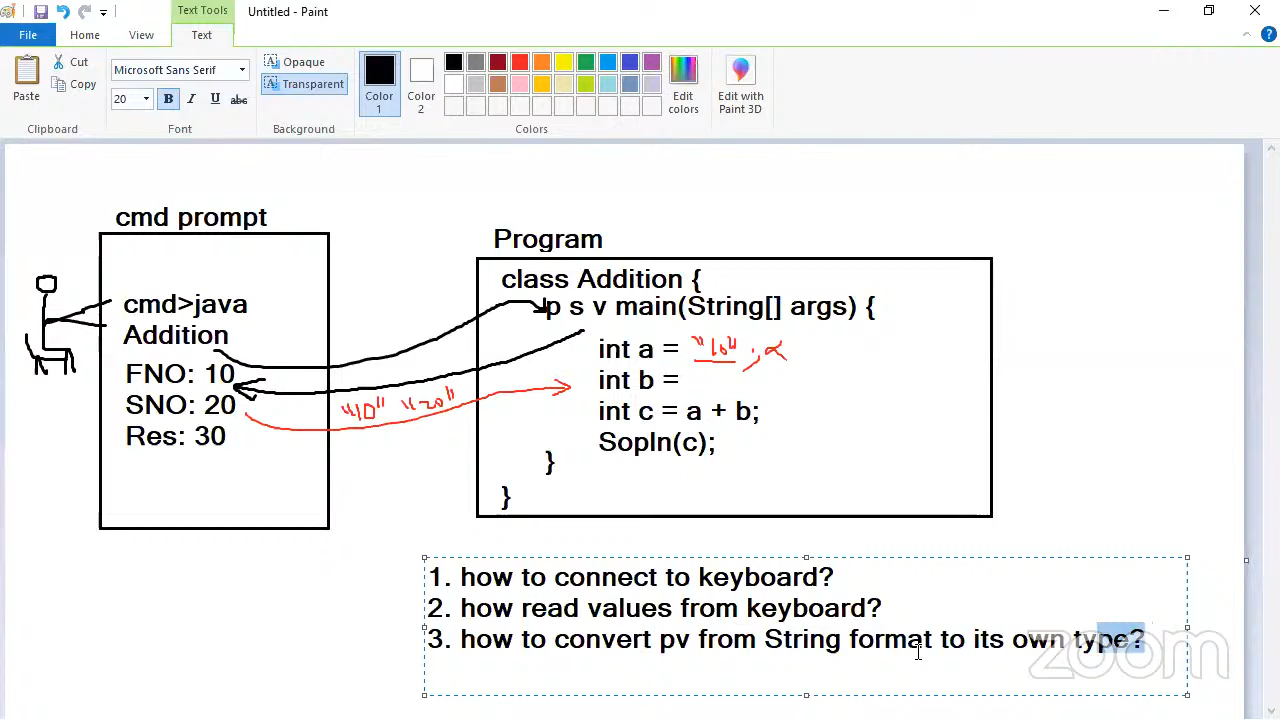 Text Tools
Untitled - Paint
File
Home
View
Text
Paste
Cut
Copy
Clipboard
Microsoft Sans Serif
20
B I U abc
Font
Opaque
Transparent
Background
Color 1
Color 2
Colors
Edit colors
Edit with Paint 3D
cmd prompt
cmd>java
Addition
FNO: 10
SNO: 20
Res: 30
"10" "20"
Program
class Addition {
p s v main(String[] args) {
int a = "10" ; x
int b =
int c = a + b;
Sopln(c);
}
}
1. how to connect to keyboard?
2. how read values from keyboard?
3. how to convert pv from String format to its own type?
zoom